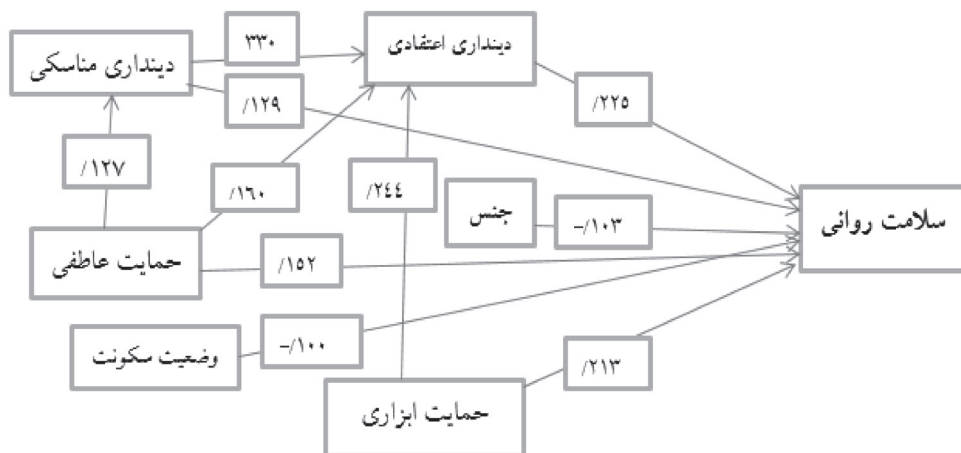 دینداری اعتقادی
۳۳۰
دینداری مناسکی
/۱۲۹
/۲۲۵
/۱۲۷
/۱۶۰
/۲٤٤
جنس
-/۱۰۳
سلامت روانی
حمایت عاطفی
/۱۵۲
وضعیت سکونت
-/۱۰۰
/۲۱۳
حمایت ابزاری